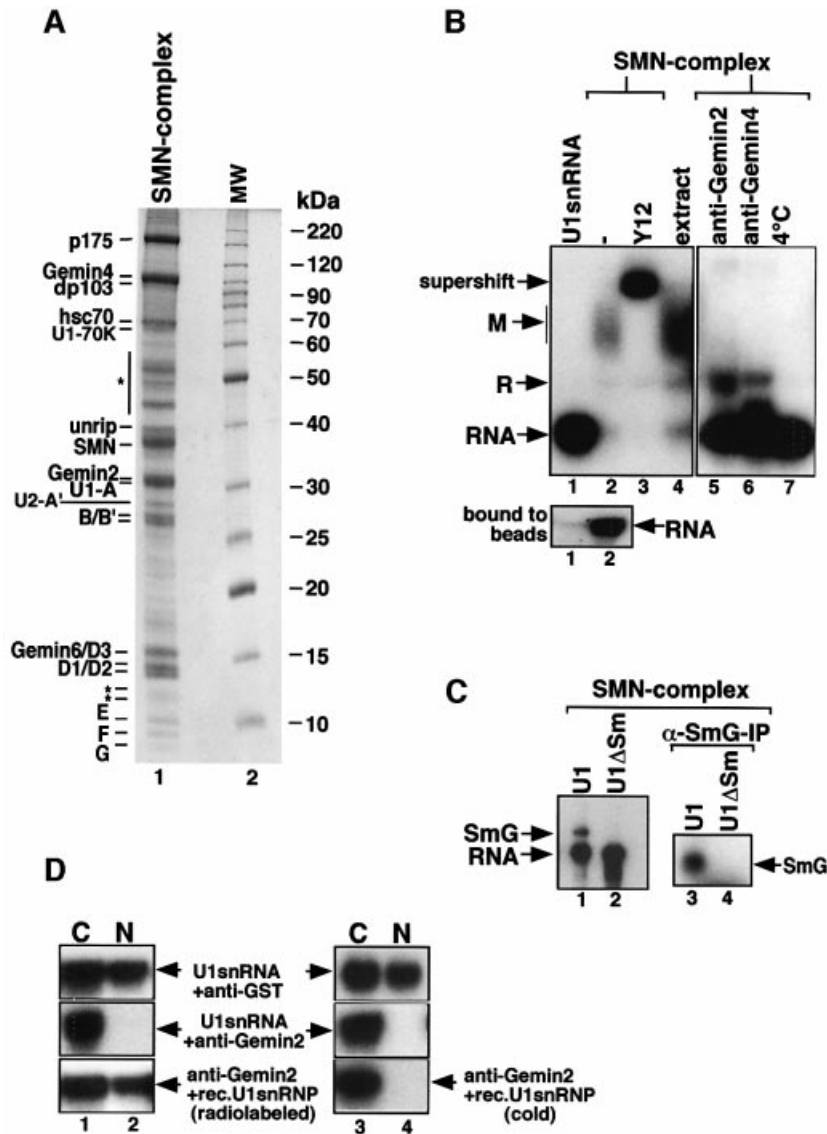 A
SMN-complex
MW
kDa
p175
Gemin4
dp103
hsc70
U1-70K
*
unrip
SMN
Gemin2
U1-A
U2-A'
B/B'
Gemin6/D3
D1/D2
*
*
E
F
G
220
120
90
70
60
50
40
30
25
20
15
10
1 2
B
SMN-complex
U1snRNA
-
Y12
extract
anti-Gemin2
anti-Gemin4
4°C
supershift
M
R
RNA
1 2 3 4 5 6 7
bound to
beads
RNA
1 2
C
SMN-complex
α-SmG-IP
U1
U1ΔSm
U1
U1ΔSm
SmG
RNA
SmG
1 2 3 4
D
C N C N
U1snRNA
+anti-GST
U1snRNA
+anti-Gemin2
anti-Gemin2
+rec.U1snRNP
(radiolabeled)
anti-Gemin2
+rec.U1snRNP
(cold)
1 2 3 4